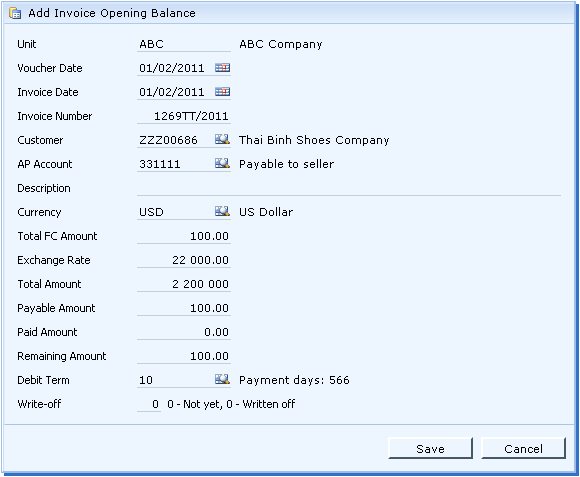 Add Invoice Opening Balance
Unit ABC ABC Company
Voucher Date 01/02/2011
Invoice Date 01/02/2011
Invoice Number 1269TT/2011
Customer ZZZ00686 Thai Binh Shoes Company
AP Account 331111 Payable to seller
Description
Currency USD US Dollar
Total FC Amount 100.00
Exchange Rate 22 000.00
Total Amount 2 200 000
Payable Amount 100.00
Paid Amount 0.00
Remaining Amount 100.00
Debit Term 10 Payment days: 566
Write-off 0 0 - Not yet, 0 - Written off
Save Cancel